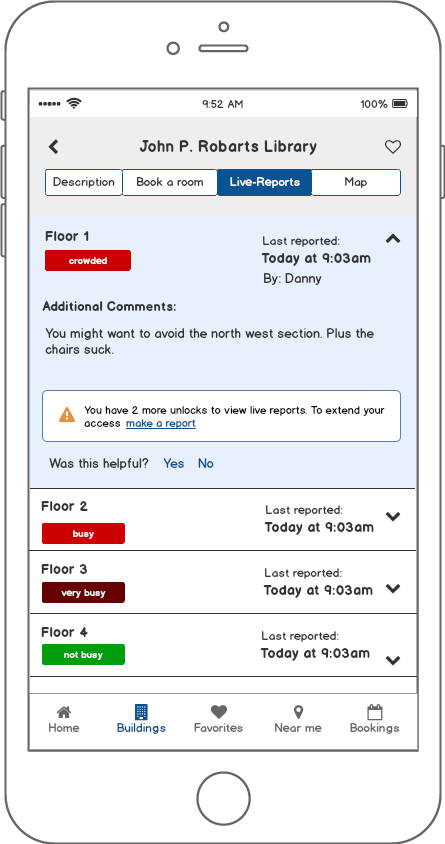 9:52 AM 100%
John P. Robarts Library
Description Book a room Live-Reports Map
Floor 1
crowded
Last reported:
Today at 9:03am
By: Danny
Additional Comments:
You might want to avoid the north west section. Plus the
chairs suck.
You have 2 more unlocks to view live reports. To extend your
access make a report
Was this helpful? Yes No
Floor 2
busy
Last reported:
Today at 9:03am
Floor 3
very busy
Last reported:
Today at 9:03am
Floor 4
not busy
Last reported:
Today at 9:03am
Home Buildings Favorites Near me Bookings